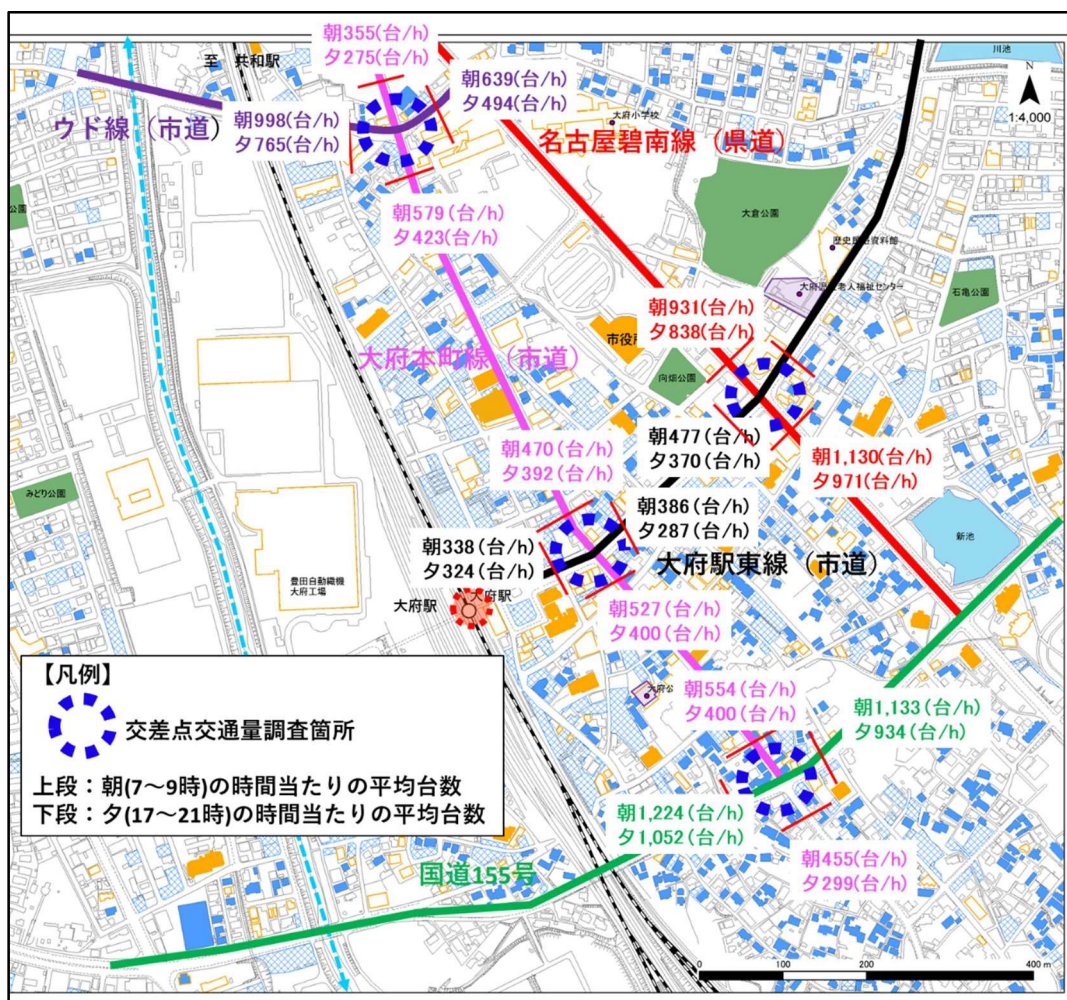 朝355(台/h)
夕275(台/h)
川池
至 共和駅
N
朝639(台/h)
夕494(台/h)
1:4,000
ウド線（市道）
朝998(台/h)
夕765(台/h)
大府小学校
名古屋碧南線（県道）
公園
朝579(台/h)
夕423(台/h)
大倉公園
石亀公園
朝931(台/h)
夕838(台/h)
市役所
大府本町線（市道）
向畑公園
朝477(台/h)
夕370(台/h)
朝470(台/h)
夕392(台/h)
朝1,130(台/h)
夕971(台/h)
みどり公園
朝386(台/h)
夕287(台/h)
朝338(台/h)
夕324(台/h)
新池
大府駅東線（市道）
豊田自動織機
大府工場
大府駅
大府駅
朝527(台/h)
夕400(台/h)
【凡例】
交差点交通量調査箇所
上段：朝(7～9時)の時間当たりの平均台数
下段：夕(17～21時)の時間当たりの平均台数
大府公
朝554(台/h)
夕400(台/h)
朝1,133(台/h)
夕934(台/h)
朝1,224(台/h)
夕1,052(台/h)
朝455(台/h)
夕299(台/h)
国道155号
0 100 200 400 m